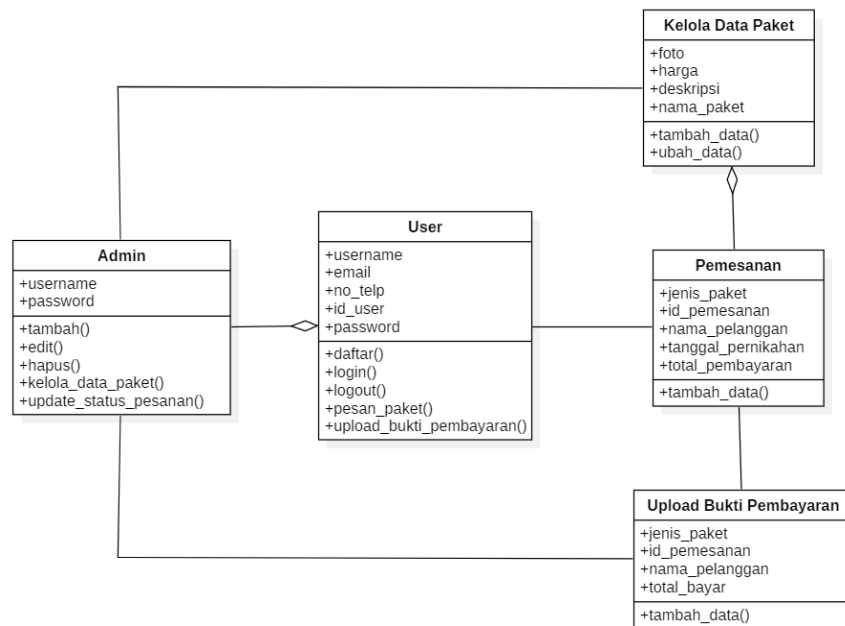 Kelola Data Paket
+foto
+harga
+deskripsi
+nama_paket
+tambah_data()
+ubah_data()
User
+username
+email
+no_telp
+id_user
+password
+daftar()
+login()
+logout()
+pesan_paket()
+upload_bukti_pembayaran()
Admin
+username
+password
+tambah()
+edit()
+hapus()
+kelola_data_paket()
+update_status_pesanan()
Pemesanan
+jenis_paket
+id_pemesanan
+nama_pelanggan
+tanggal_pernikahan
+total_pembayaran
+tambah_data()
Upload Bukti Pembayaran
+jenis_paket
+id_pemesanan
+nama_pelanggan
+total_bayar
+tambah_data()